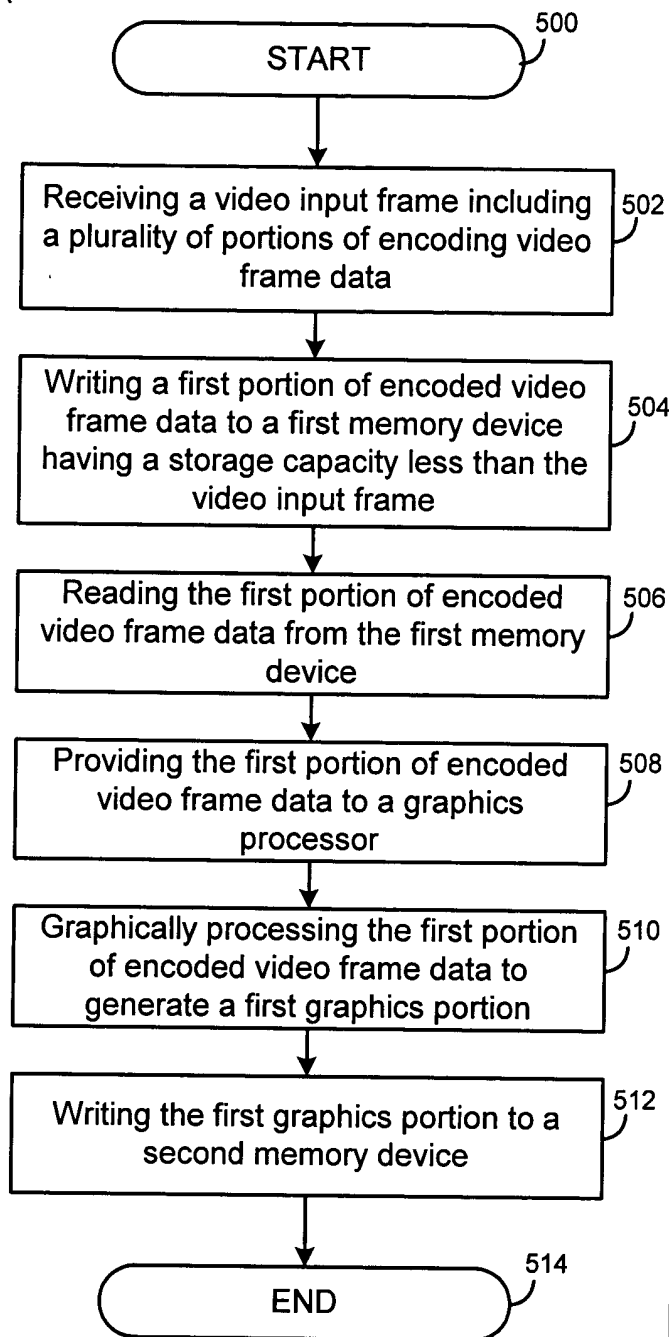 500
START
Receiving a video input frame including
a plurality of portions of encoding video
frame data
502
Writing a first portion of encoded video
frame data to a first memory device
having a storage capacity less than the
video input frame
504
Reading the first portion of encoded
video frame data from the first memory
device
506
Providing the first portion of encoded
video frame data to a graphics
processor
508
Graphically processing the first portion
of encoded video frame data to
generate a first graphics portion
510
Writing the first graphics portion to a
second memory device
512
END
514